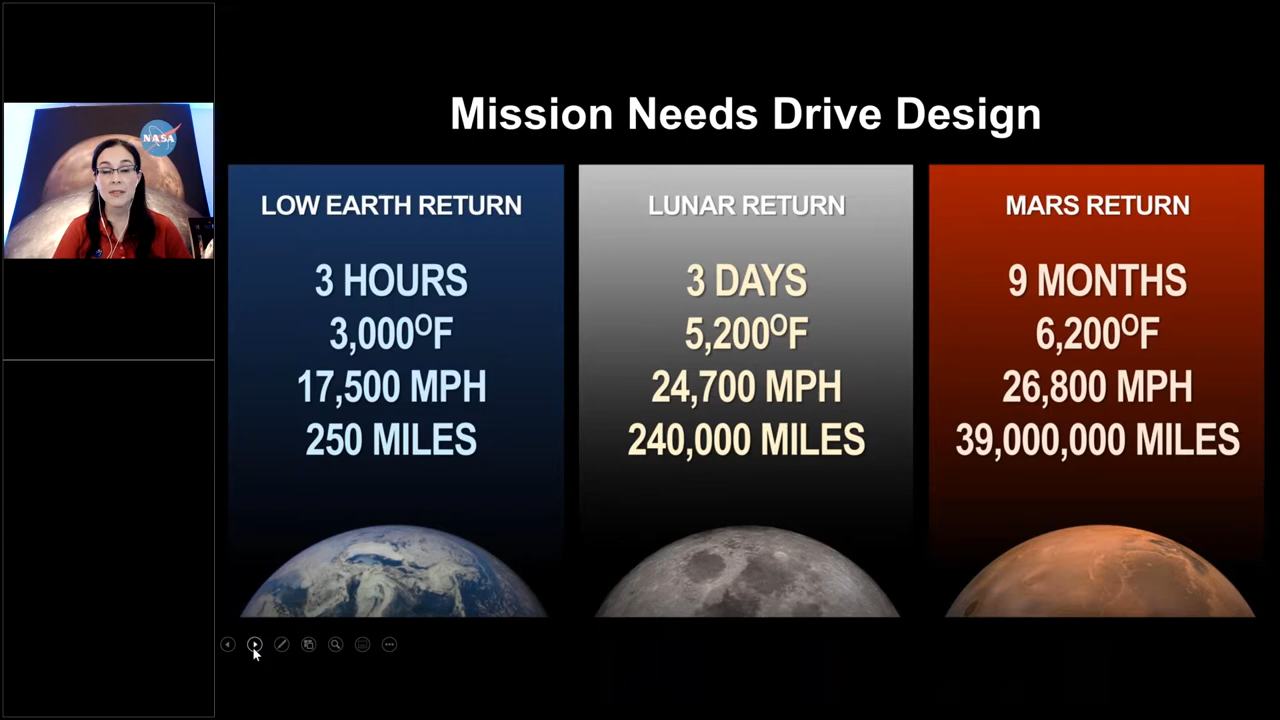 NASA
Mission Needs Drive Design
LOW EARTH RETURN
3 HOURS
3,000ºF
17,500 MPH
250 MILES
LUNAR RETURN
3 DAYS
5,200ºF
24,700 MPH
240,000 MILES
MARS RETURN
9 MONTHS
6,200ºF
26,800 MPH
39,000,000 MILES